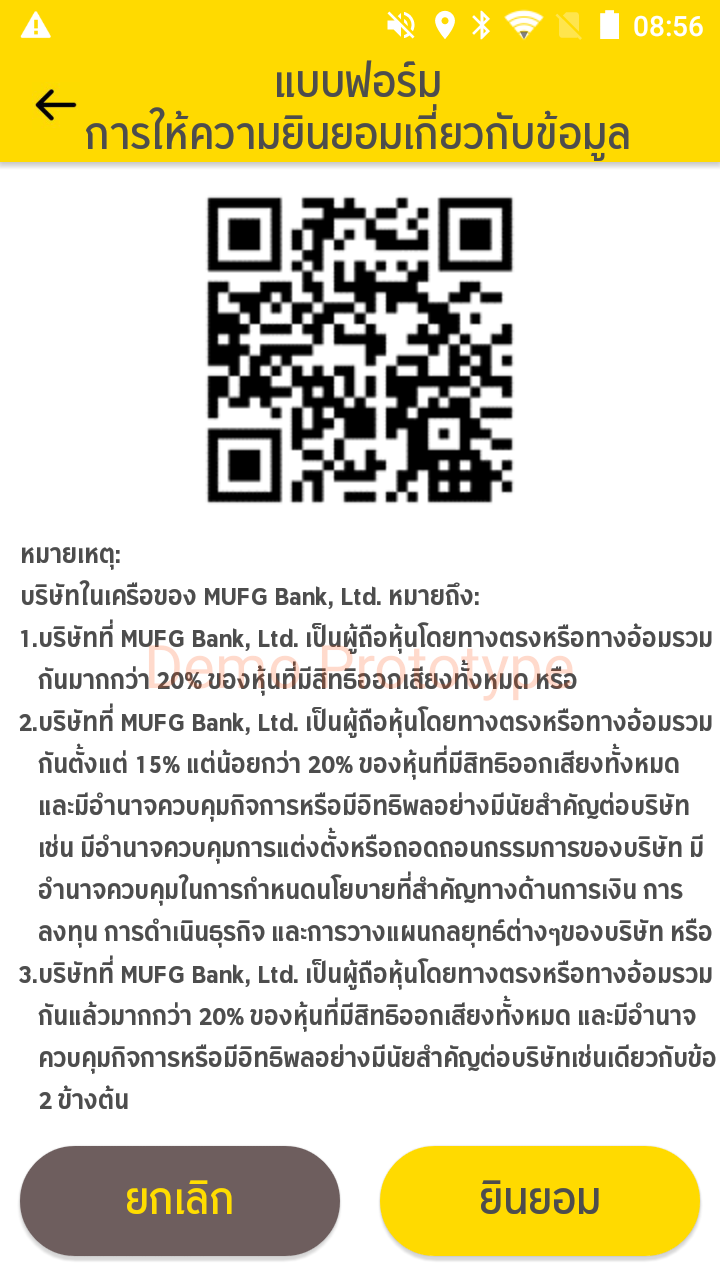 08:56
แบบฟอร์ม
การให้ความยินยอมเกี่ยวกับข้อมูล
หมายเหตุ:
บริษัทในเครือของ MUFG Bank, Ltd. หมายถึง:
1.บริษัทที่ MUFG Bank, Ltd. เป็นผู้ถือหุ้นโดยทางตรงหรือทางอ้อมรวม
กันมากกว่า 20% ของหุ้นที่มีสิทธิออกเสียงทั้งหมด หรือ
Demo Prototype
2.บริษัทที่ MUFG Bank, Ltd. เป็นผู้ถือหุ้นโดยทางตรงหรือทางอ้อมรวม
กันตั้งแต่ 15% แต่น้อยกว่า 20% ของหุ้นที่มีสิทธิออกเสียงทั้งหมด
และมีอำนาจควบคุมกิจการหรือมีอิทธิพลอย่างมีนัยสำคัญต่อบริษัท
เช่น มีอำนาจควบคุมการแต่งตั้งหรือถอดถอนกรรมการของบริษัท มี
อำนาจควบคุมในการกำหนดนโยบายที่สำคัญทางด้านการเงิน การ
ลงทุน การดำเนินธุรกิจ และการวางแผนกลยุทธ์ต่างๆของบริษัท หรือ
3.บริษัทที่ MUFG Bank, Ltd. เป็นผู้ถือหุ้นโดยทางตรงหรือทางอ้อมรวม
กันแล้วมากกว่า 20% ของหุ้นที่มีสิทธิออกเสียงทั้งหมด และมีอำนาจ
ควบคุมกิจการหรือมีอิทธิพลอย่างมีนัยสำคัญต่อบริษัทเช่นเดียวกับข้อ
2 ข้างต้น
ยกเลิก
ยินยอม